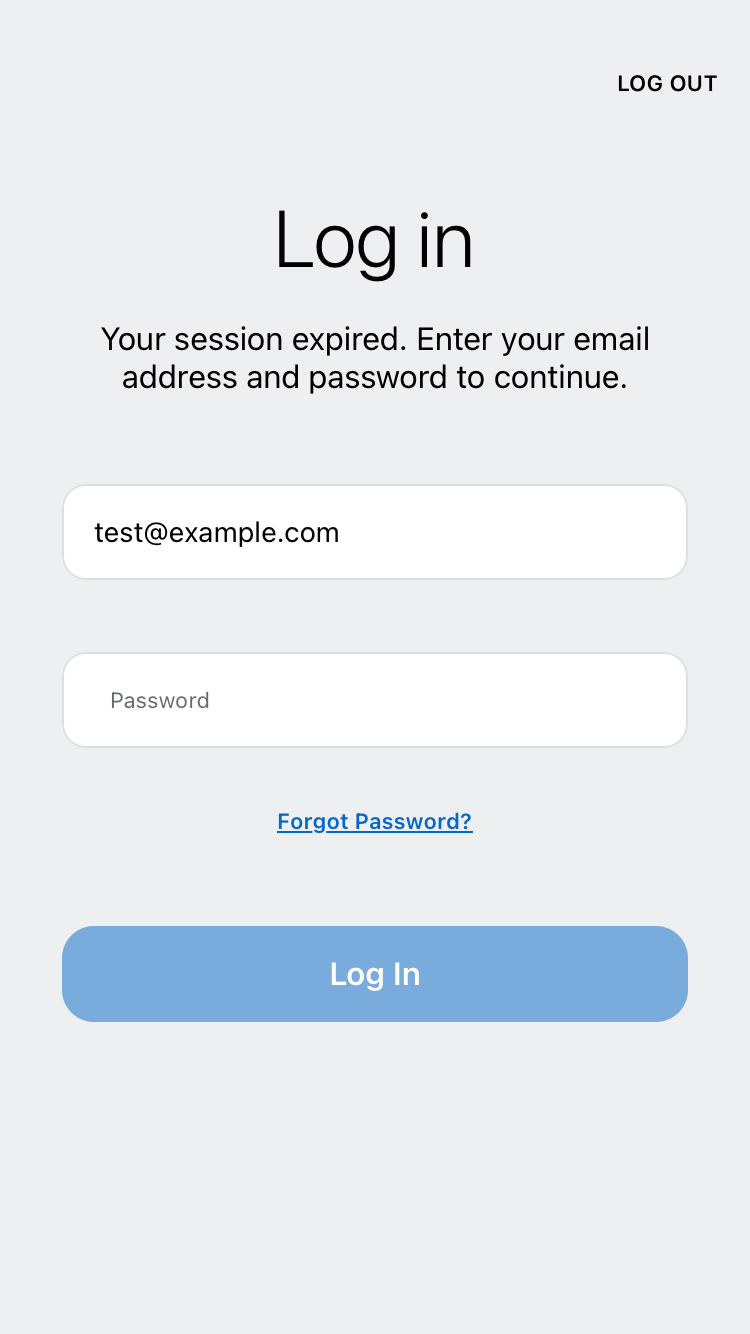 LOG OUT
Log in
Your session expired. Enter your email
address and password to continue.
test@example.com
Password
Forgot Password?
Log In